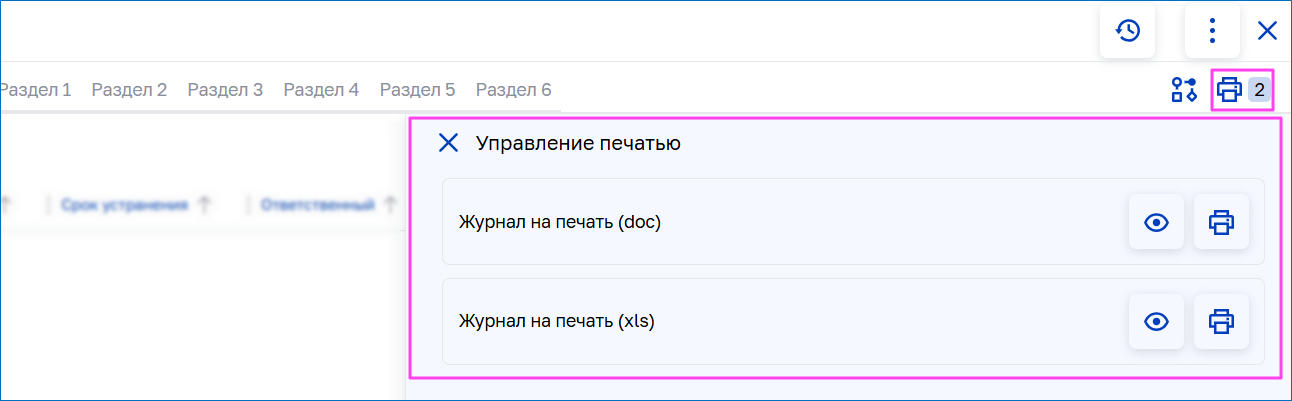 Раздел 1 Раздел 2 Раздел 3 Раздел 4 Раздел 5 Раздел 6
2
Управление печатью
Срок устранения Ответственный
Журнал на печать (doc)
Журнал на печать (xls)